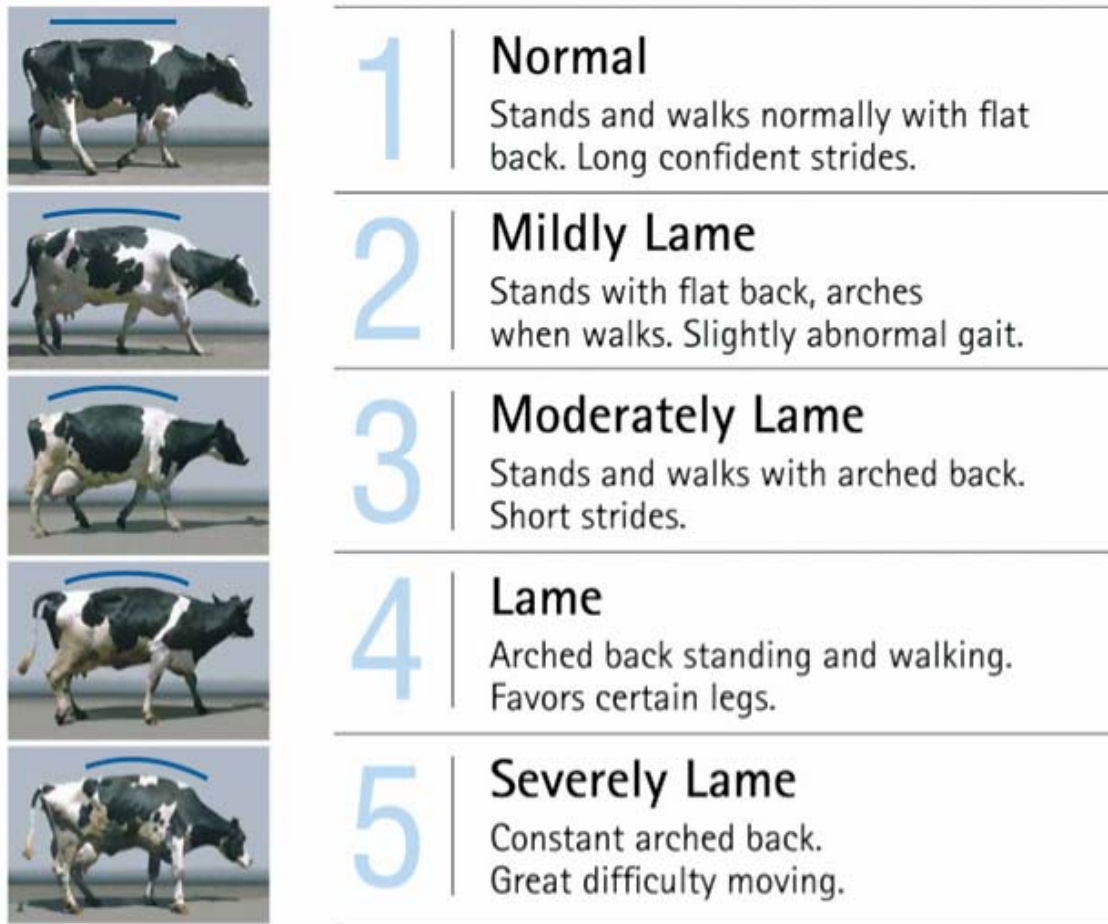 1
Normal
Stands and walks normally with flat
back. Long confident strides.
2
Mildly Lame
Stands with flat back, arches
when walks. Slightly abnormal gait.
3
Moderately Lame
Stands and walks with arched back.
Short strides.
4
Lame
Arched back standing and walking.
Favors certain legs.
5
Severely Lame
Constant arched back.
Great difficulty moving.